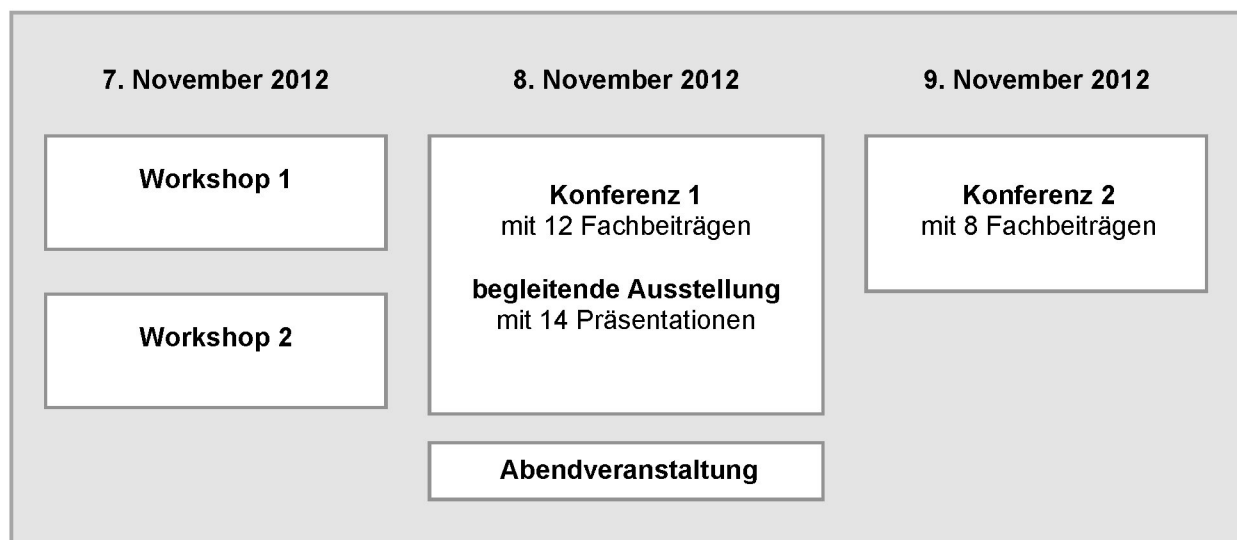 7. November 2012
8. November 2012
9. November 2012
Workshop 1
Workshop 2
Konferenz 1
mit 12 Fachbeiträgen
begleitende Ausstellung
mit 14 Präsentationen
Abendveranstaltung
Konferenz 2
mit 8 Fachbeiträgen